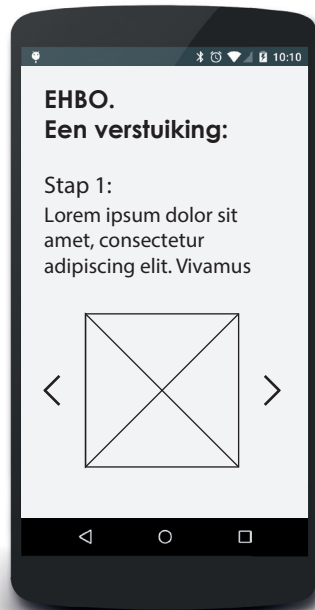 10:10
EHBO.
Een verstuiking:
Stap 1:
Lorem ipsum dolor sit
amet, consectetur
adipiscing elit. Vivamus